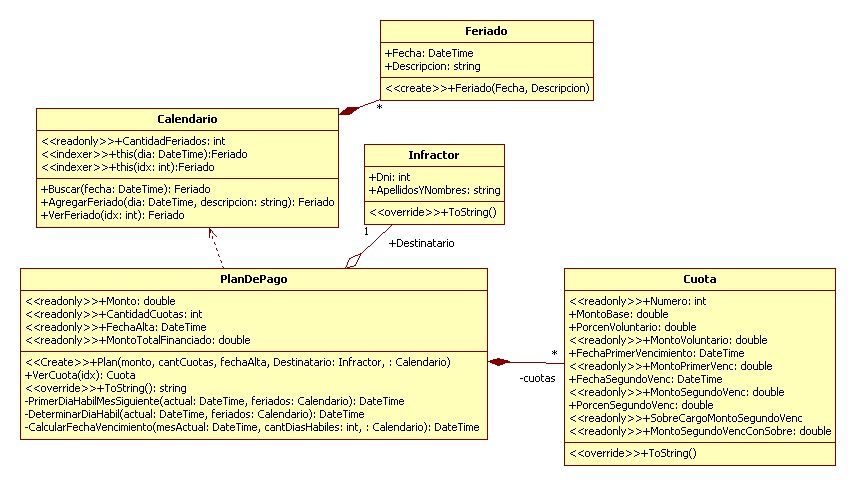 Feriado
+Fecha: DateTime
+Descripcion: string
<<create>>+Feriado(Fecha, Descripcion)
*
Calendario
<<readonly>>+CantidadFeriados: int
<<indexer>>+this(dia: DateTime):Feriado
<<indexer>>+this(idx: int):Feriado
+Buscar(fecha: DateTime): Feriado
+AgregarFeriado(dia: DateTime, descripcion: string): Feriado
+VerFeriado(idx: int): Feriado
Infractor
+Dni: int
+ApellidosYNombres: string
<<override>>+ToString()
1
+Destinatario
PlanDePago
<<readonly>>+Monto: double
<<readonly>>+CantidadCuotas: int
<<readonly>>+FechaAlta: DateTime
<<readonly>>+MontoTotalFinanciado: double
<<Create>>+Plan(monto, cantCuotas, fechaAlta, Destinatario: Infractor, : Calendario)
+VerCuota(idx): Cuota
<<override>>+ToString(): string
-PrimerDiaHabilMesSiguiente(actual: DateTime, feriados: Calendario): DateTime
-DeterminarDiaHabil(actual: DateTime, feriados: Calendario): DateTime
-CalcularFechaVencimiento(mesActual: DateTime, cantDiasHabiles: int, : Calendario): DateTime
*
-cuotas
Cuota
<<readonly>>+Numero: int
+MontoBase: double
+PorcenVoluntario: double
<<readonly>>+MontoVoluntario: double
+FechaPrimerVencimiento: DateTime
<<readonly>>+MontoPrimerVenc: double
+FechaSegundoVenc: DateTime
<<readonly>>+MontoSegundoVenc: double
+PorcenSegundoVenc: double
<<readonly>>+SobreCargoMontoSegundoVenc
<<readonly>>+MontoSegundoVencConSobre: double
<<override>>+ToString()